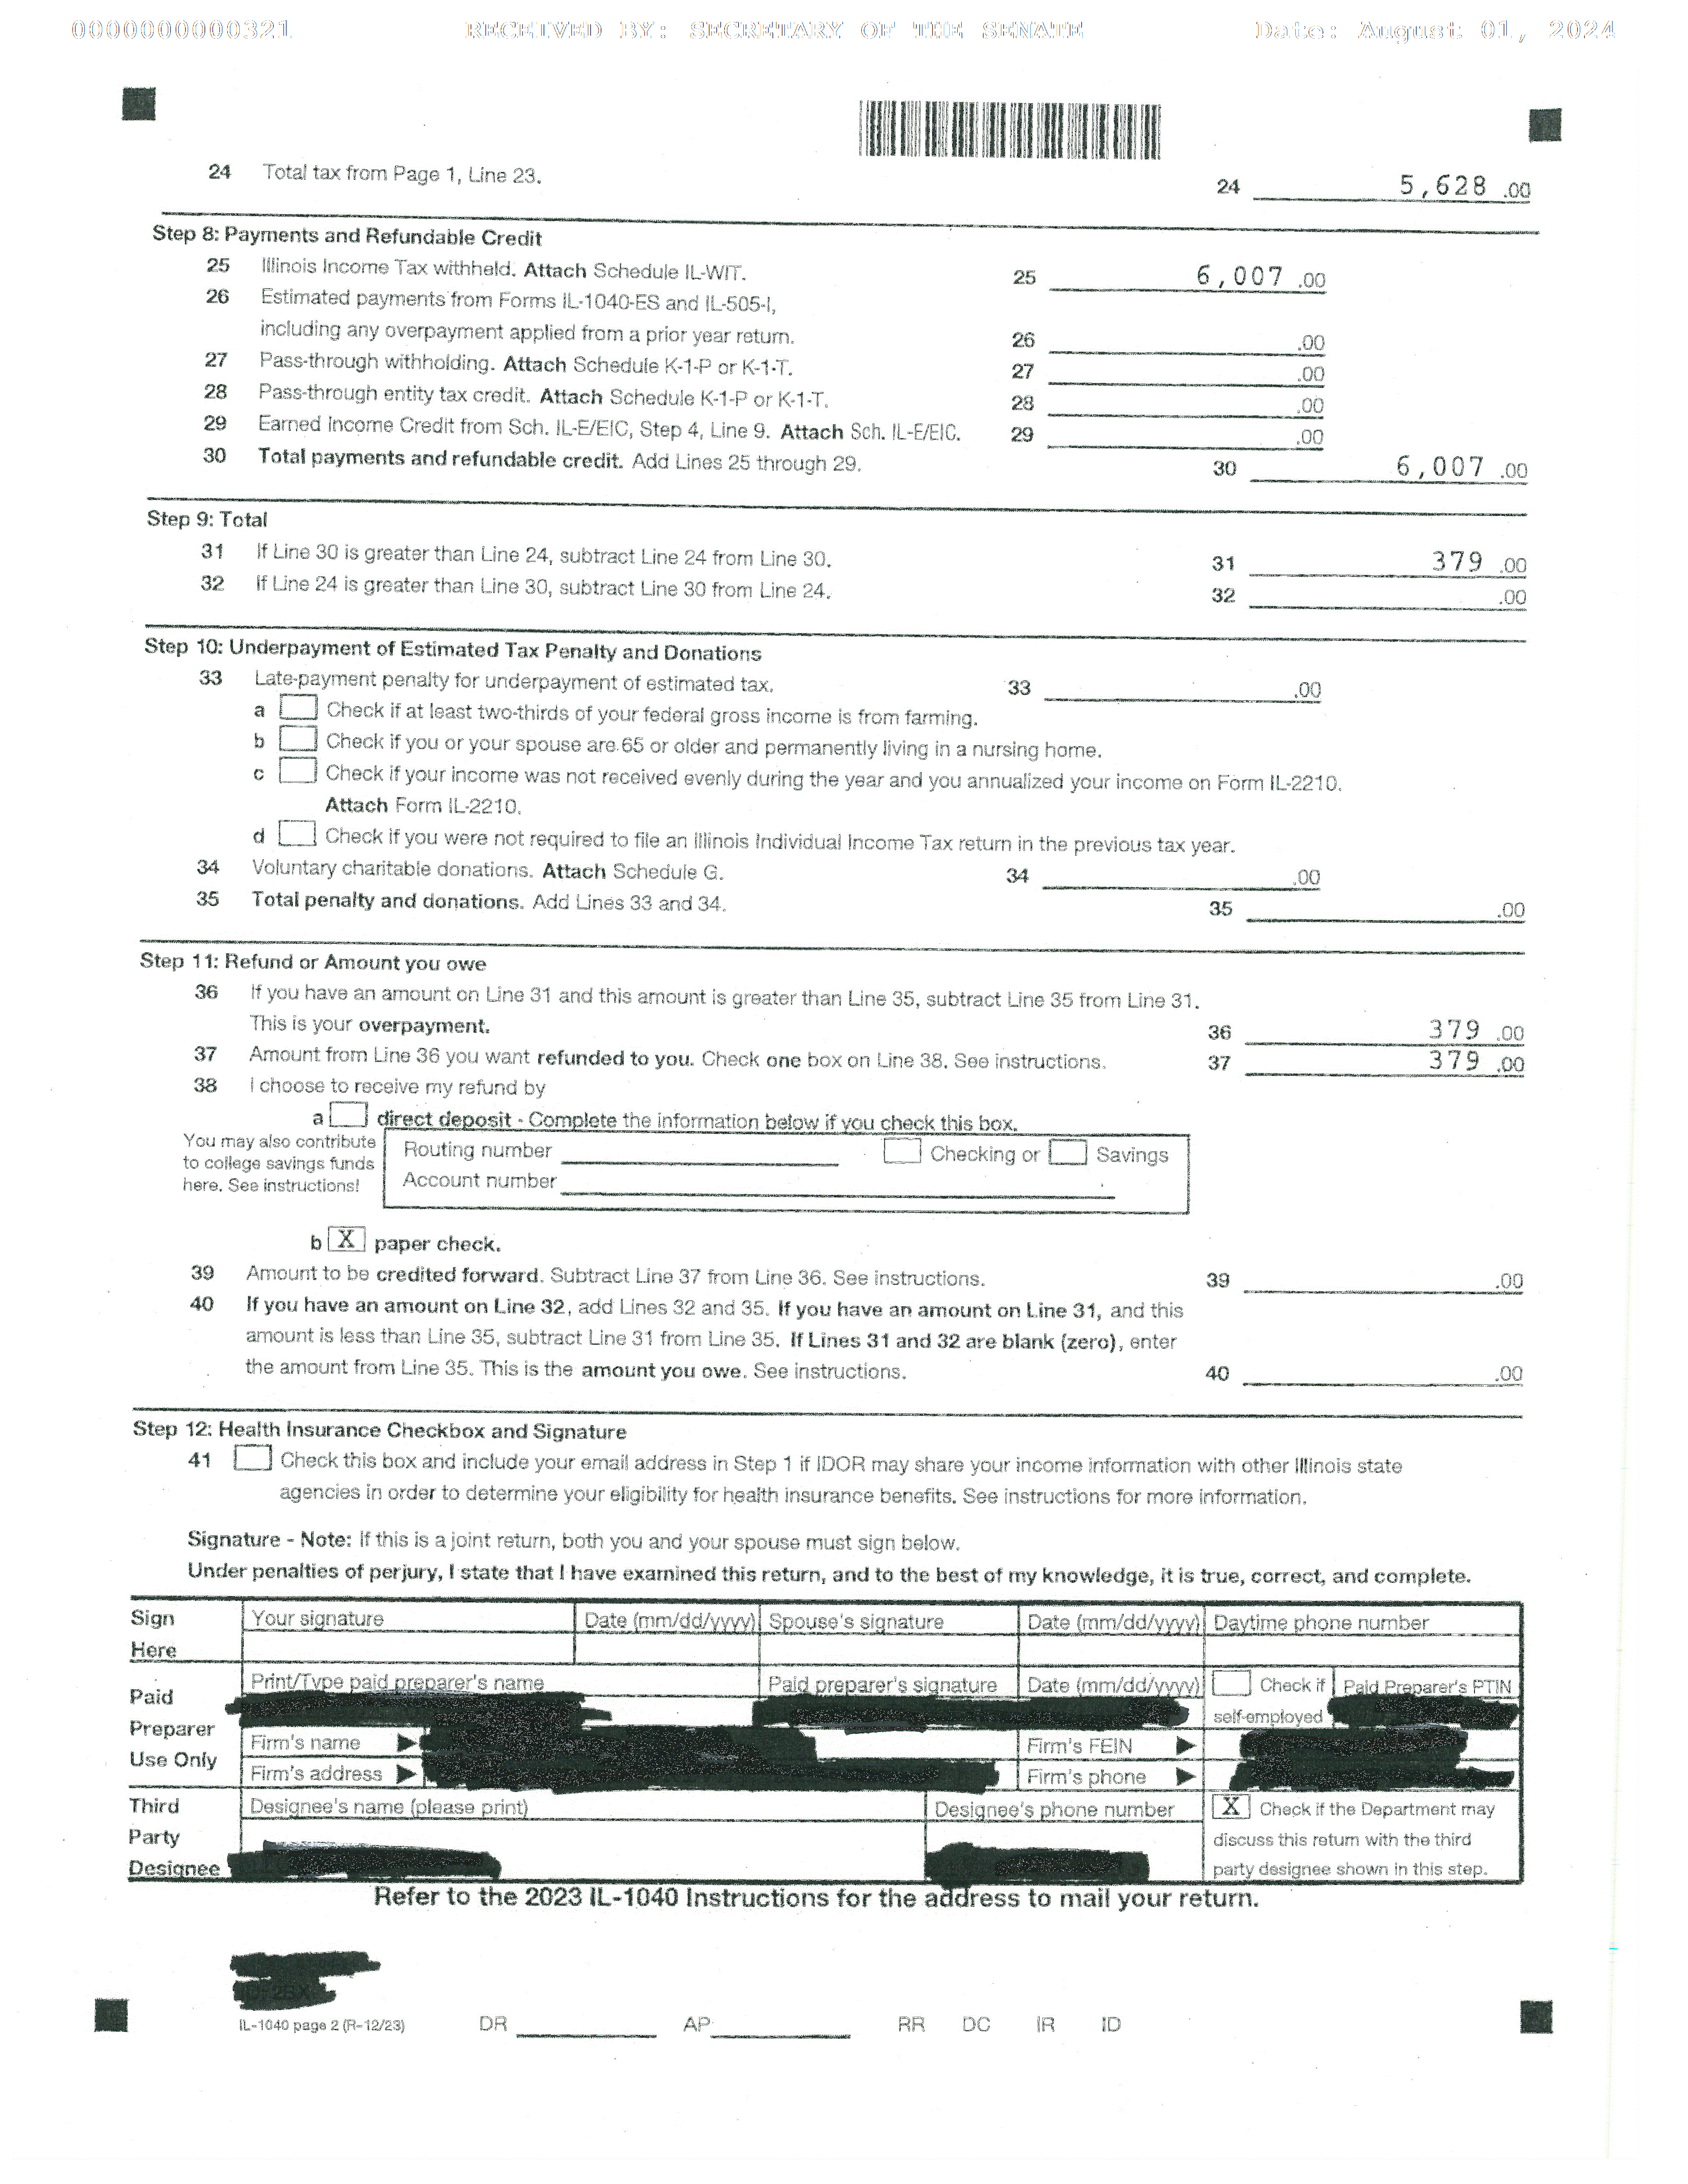 0000000000321 RECEIVED BY: SECRETARY OF THE SENATE Date: August 01, 2024
24 Total tax from Page 1, Line 23. 24 5,628 .00
Step 8: Payments and Refundable Credit
25 Illinois Income Tax withheld. Attach Schedule IL-WIT. 25 6,007 .00
26 Estimated payments from Forms IL-1040-ES and IL-505-I,
including any overpayment applied from a prior year return. 26 .00
27 Pass-through withholding. Attach Schedule K-1-P or K-1-T. 27 .00
28 Pass-through entity tax credit. Attach Schedule K-1-P or K-1-T. 28 .00
29 Earned Income Credit from Sch. IL-E/EIC, Step 4, Line 9. Attach Sch. IL-E/EIC. 29 .00
30 Total payments and refundable credit. Add Lines 25 through 29. 30 6,007 .00
Step 9: Total
31 If Line 30 is greater than Line 24, subtract Line 24 from Line 30. 31 379 .00
32 If Line 24 is greater than Line 30, subtract Line 30 from Line 24. 32 .00
Step 10: Underpayment of Estimated Tax Penalty and Donations
33 Late-payment penalty for underpayment of estimated tax. 33 .00
a Check if at least two-thirds of your federal gross income is from farming.
b Check if you or your spouse are 65 or older and permanently living in a nursing home.
c Check if your income was not received evenly during the year and you annualized your income on Form IL-2210.
Attach Form IL-2210.
d Check if you were not required to file an Illinois Individual Income Tax return in the previous tax year.
34 Voluntary charitable donations. Attach Schedule G. 34 .00
35 Total penalty and donations. Add Lines 33 and 34. 35 .00
Step 11: Refund or Amount you owe
36 If you have an amount on Line 31 and this amount is greater than Line 35, subtract Line 35 from Line 31.
This is your overpayment. 36 379 .00
37 Amount from Line 36 you want refunded to you. Check one box on Line 38. See instructions. 37 379 .00
38 I choose to receive my refund by
a direct deposit - Complete the information below if you check this box.
You may also contribute
to college savings funds
here. See instructions!
Routing number Checking or Savings
Account number
b X paper check.
39 Amount to be credited forward. Subtract Line 37 from Line 36. See instructions. 39 .00
40 If you have an amount on Line 32, add Lines 32 and 35. If you have an amount on Line 31, and this
amount is less than Line 35, subtract Line 31 from Line 35. If Lines 31 and 32 are blank (zero), enter
the amount from Line 35. This is the amount you owe. See instructions. 40 .00
Step 12: Health Insurance Checkbox and Signature
41 Check this box and include your email address in Step 1 if IDOR may share your income information with other Illinois state
agencies in order to determine your eligibility for health insurance benefits. See instructions for more information.
Signature - Note: If this is a joint return, both you and your spouse must sign below.
Under penalties of perjury, I state that I have examined this return, and to the best of my knowledge, it is true, correct, and complete.
Sign Here Your signature Date (mm/dd/yyyy) Spouse's signature Date (mm/dd/yyyy) Daytime phone number
Paid Preparer Use Only
Print/Type paid preparer's name Paid preparer's signature Date (mm/dd/yyyy) Check if self-employed Paid Preparer's PTIN
Firm's name Firm's FEIN
Firm's address Firm's phone
Third Party Designee
Designee's name (please print) Designee's phone number X Check if the Department may
discuss this return with the third
party designee shown in this step.
Refer to the 2023 IL-1040 Instructions for the address to mail your return.
IL-1040 page 2 (R-12/23) DR AP RR DC IR ID